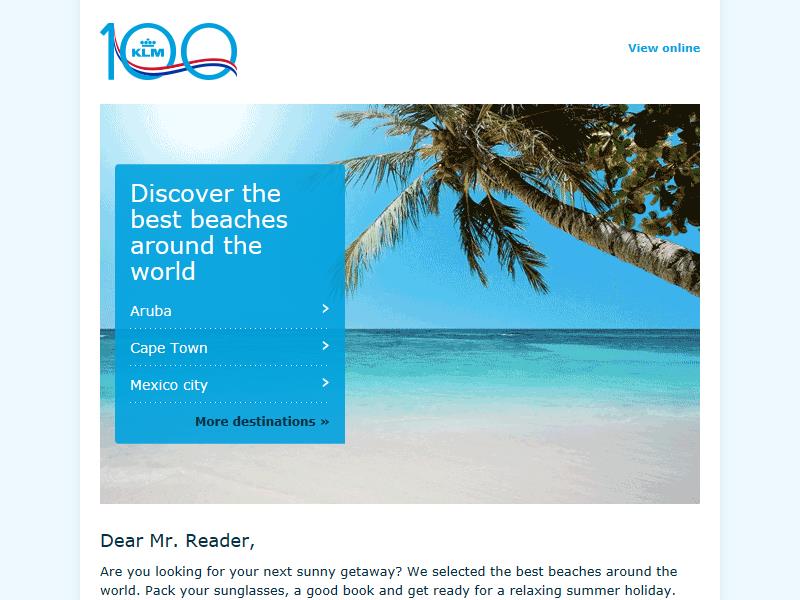 100
KLM
View online
Discover the
best beaches
around the
world
Aruba
Cape Town
Mexico city
More destinations »
Dear Mr. Reader,
Are you looking for your next sunny getaway? We selected the best beaches around the
world. Pack your sunglasses, a good book and get ready for a relaxing summer holiday.